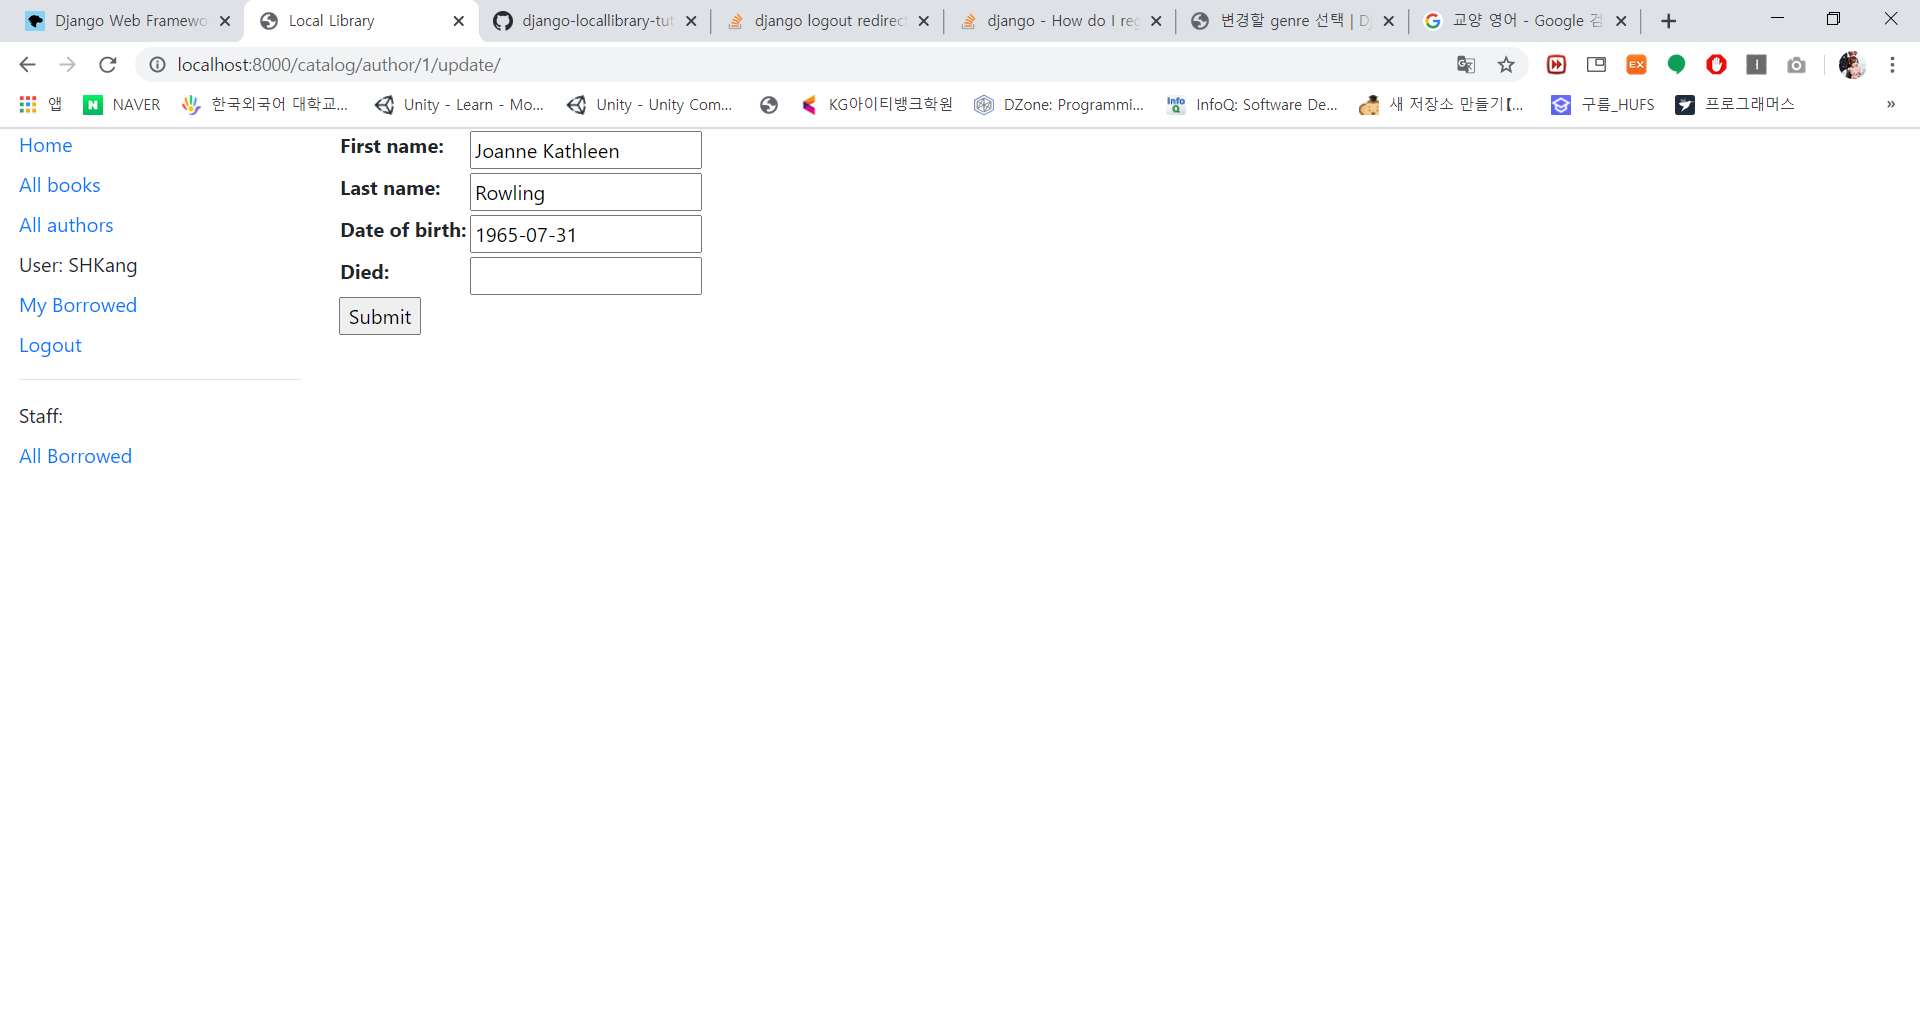 Django Web Framewo
Local Library
django-locallibrary-tut
django logout redirect
django - How do I reg
변경할 genre 선택 | Dj
교양 영어 - Google 검
localhost:8000/catalog/author/1/update/
앱
NAVER
한국외국어 대학교...
Unity - Learn - Mo...
Unity - Unity Com...
KG아이티뱅크학원
DZone: Programmi...
InfoQ: Software De...
새 저장소 만들기【...
구름_HUFS
프로그래머스
»
Home
All books
All authors
User: SHKang
My Borrowed
Logout
Staff:
All Borrowed
First name: Joanne Kathleen
Last name: Rowling
Date of birth: 1965-07-31
Died:
Submit